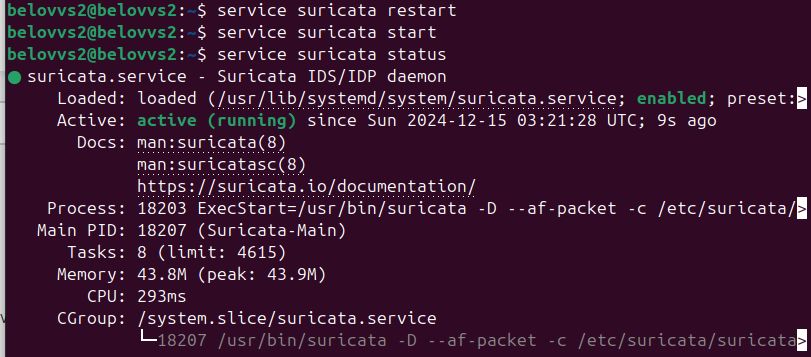 belovvs2@belovvs2:~$ service suricata restart
belovvs2@belovvs2:~$ service suricata start
belovvs2@belovvs2:~$ service suricata status
● suricata.service - Suricata IDS/IDP daemon
Loaded: loaded (/usr/lib/systemd/system/suricata.service; enabled; preset:>
Active: active (running) since Sun 2024-12-15 03:21:28 UTC; 9s ago
Docs: man:suricata(8)
man:suricatasc(8)
https://suricata.io/documentation/
Process: 18203 ExecStart=/usr/bin/suricata -D --af-packet -c /etc/suricata/>
Main PID: 18207 (Suricata-Main)
Tasks: 8 (limit: 4615)
Memory: 43.8M (peak: 43.9M)
CPU: 293ms
CGroup: /system.slice/suricata.service
└─18207 /usr/bin/suricata -D --af-packet -c /etc/suricata/suricata>